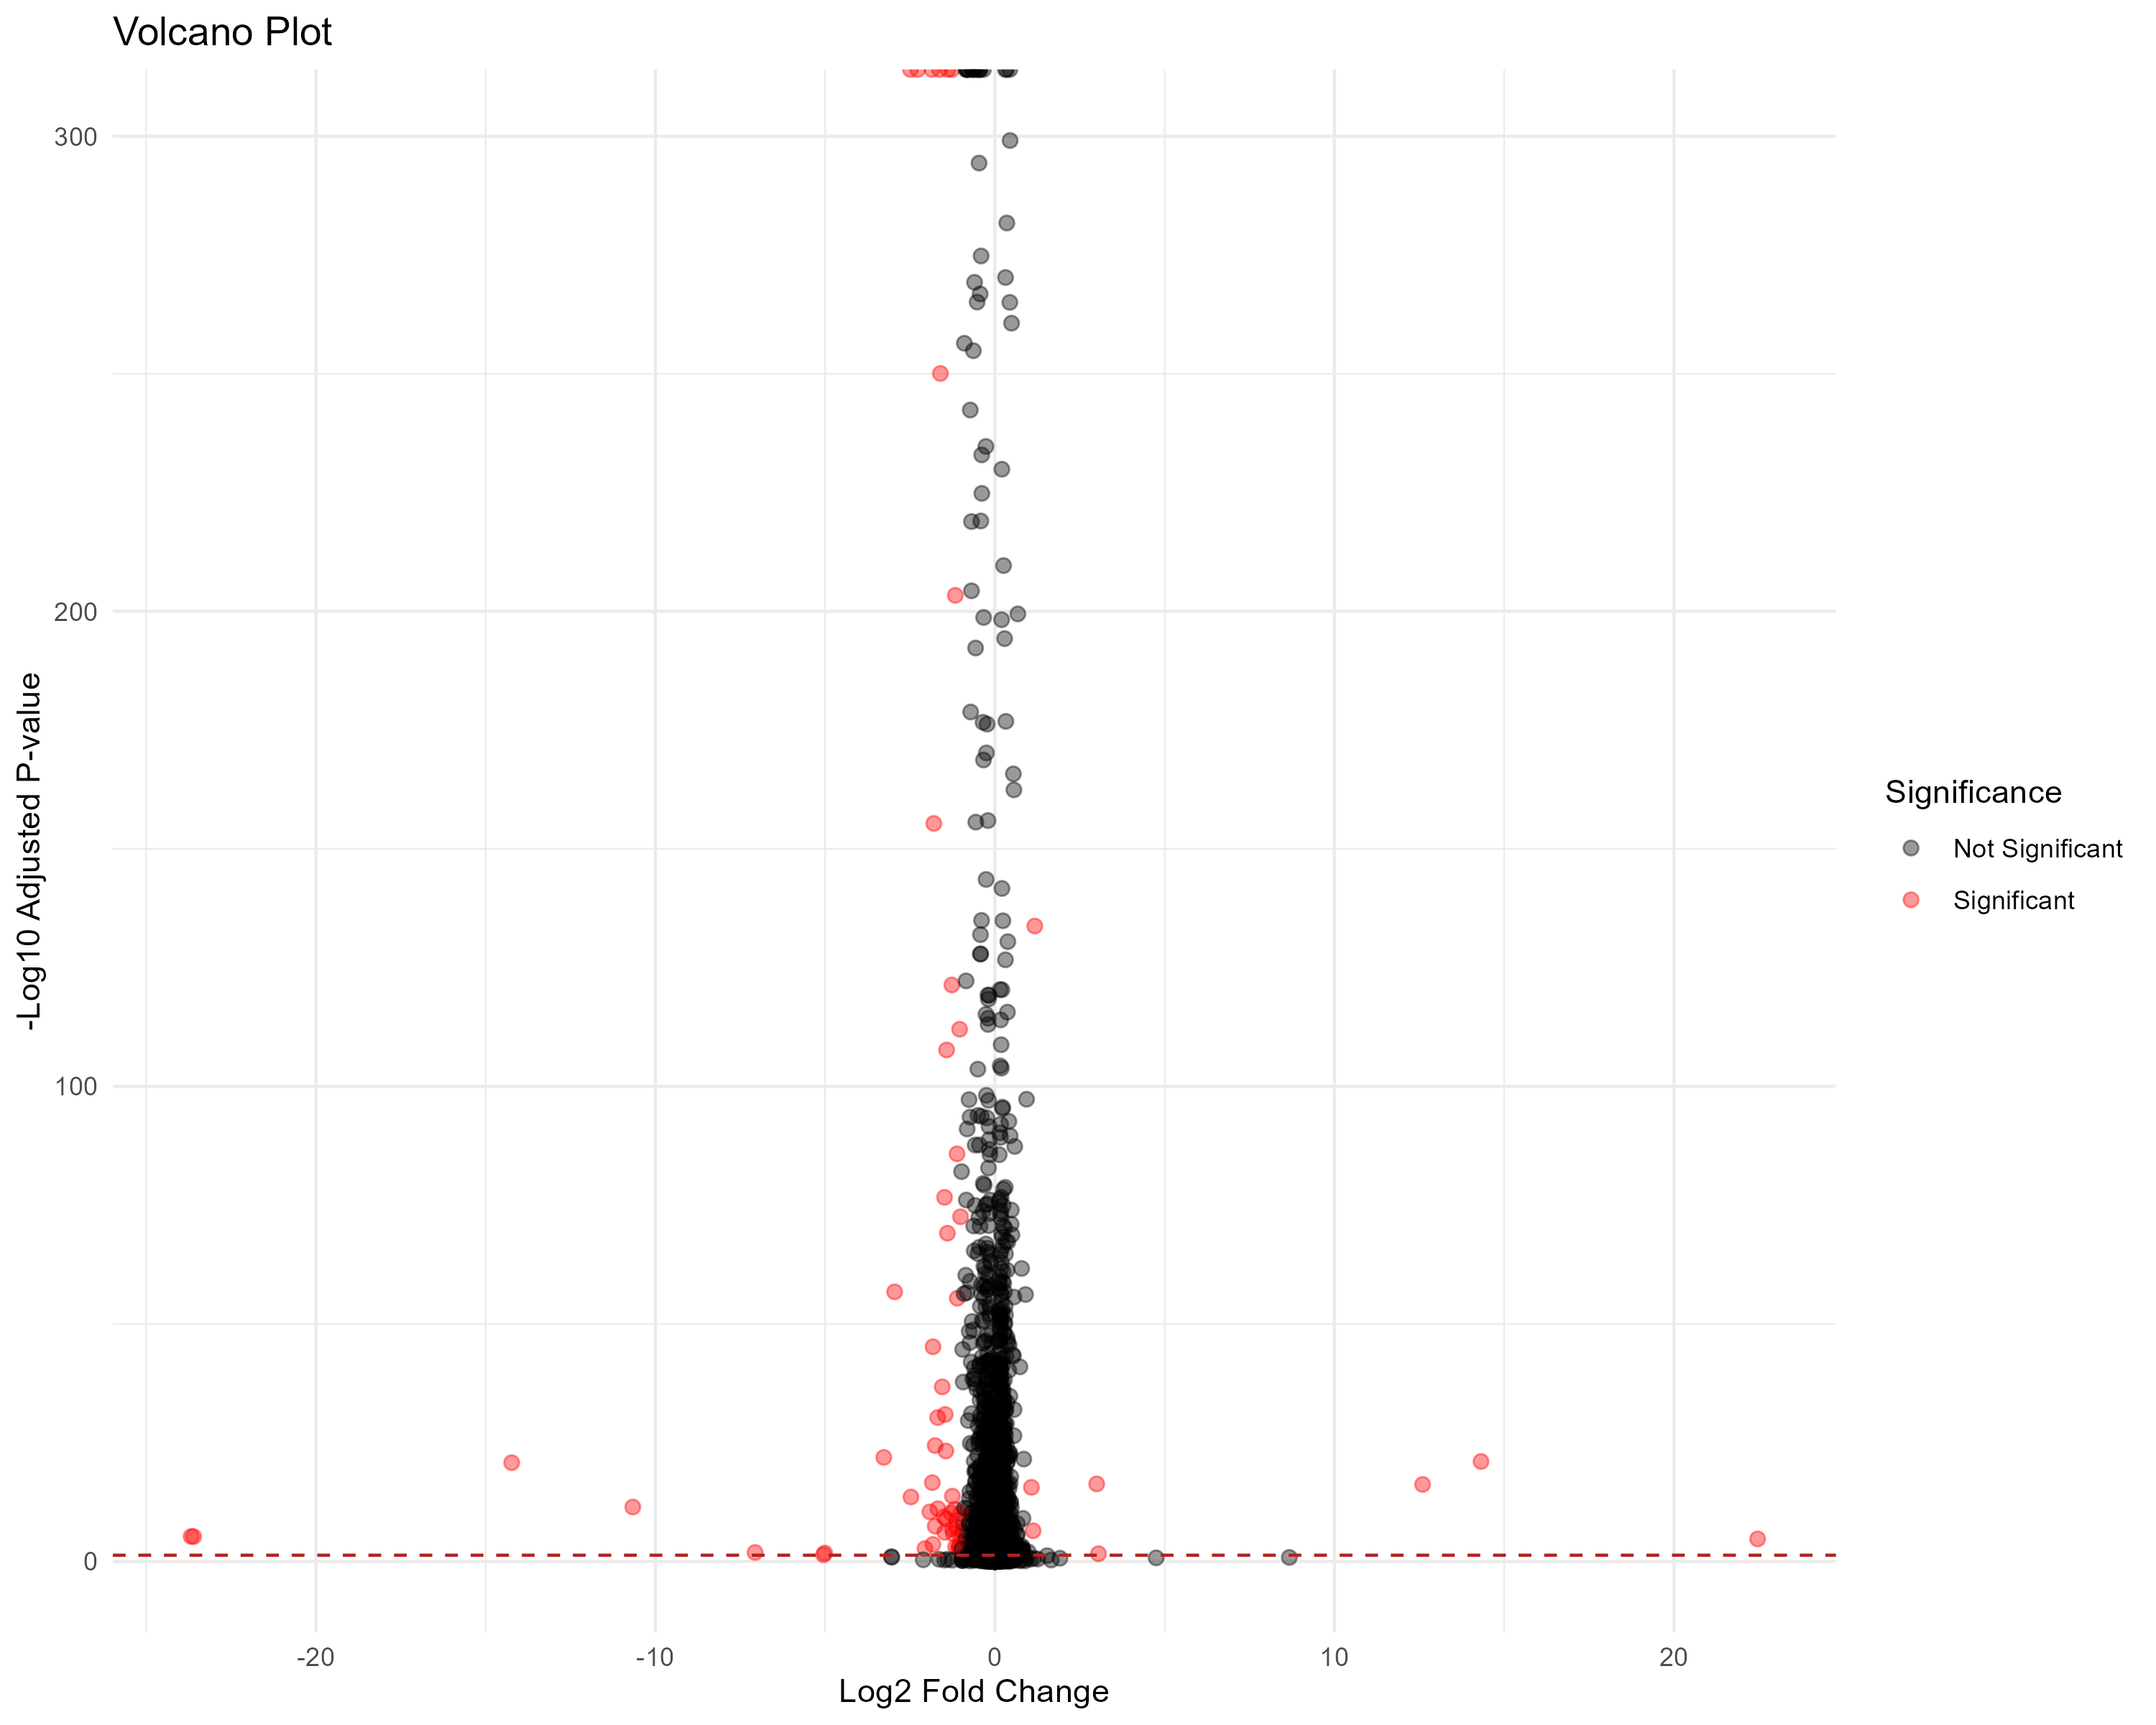 Volcano Plot
300
200
100
0
-Log10 Adjusted P-value
-20
-10
0
10
20
Log2 Fold Change
Significance
Not Significant
Significant